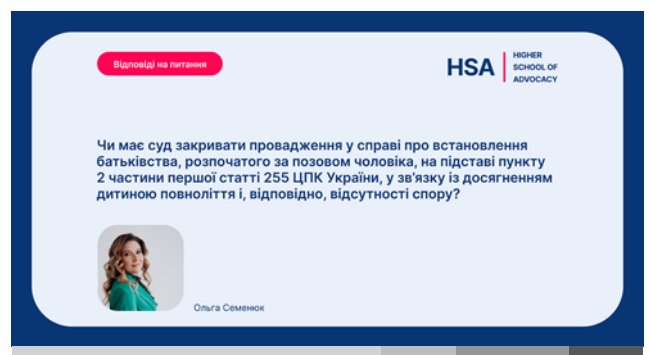 Відповіді на питання
HSA
HIGHER
SCHOOL OF
ADVOCACY
Чи має суд закривати провадження у справі про встановлення
батьківства, розпочатого за позовом чоловіка, на підставі пункту
2 частини першої статті 255 ЦПК України, у зв’язку із досягненням
дитиною повноліття і, відповідно, відсутності спору?
Ольга Семенюк